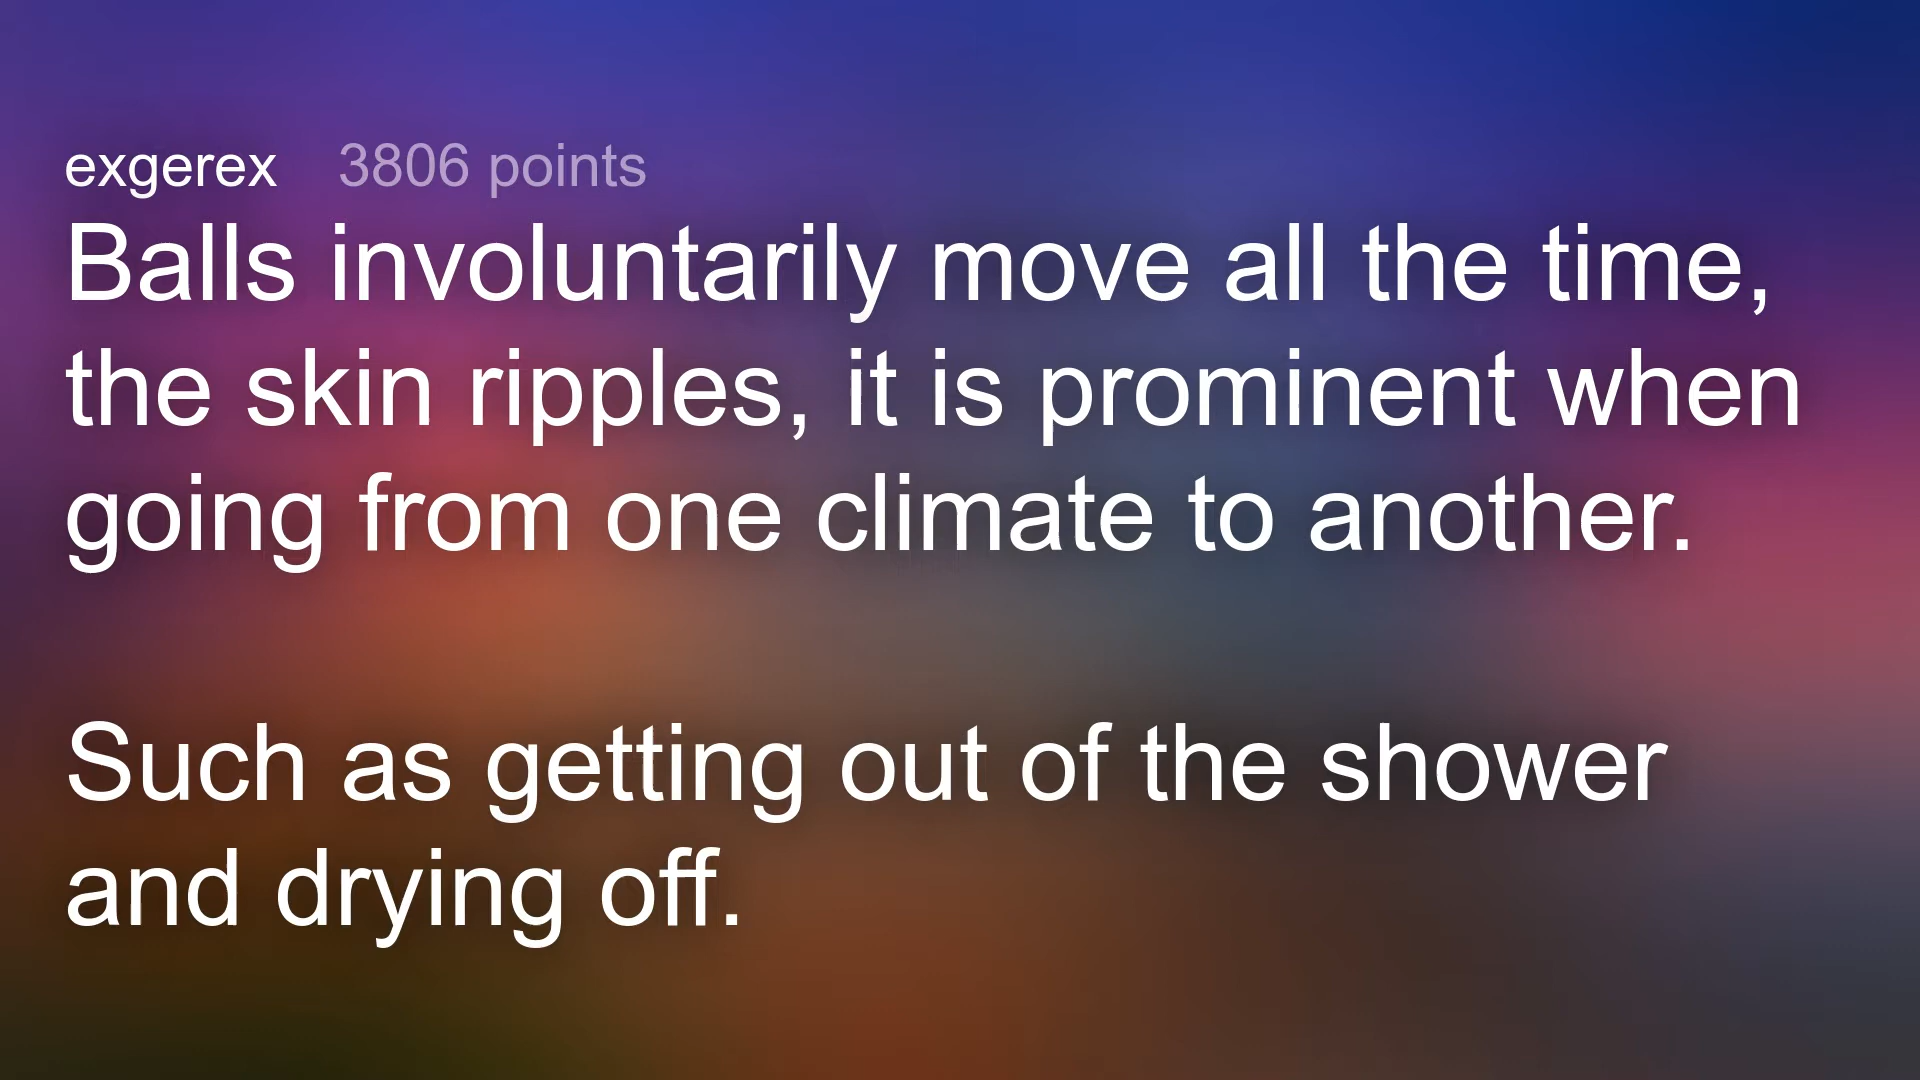 exgerex 3806 points
Balls involuntarily move all the time,
the skin ripples, it is prominent when
going from one climate to another.
Such as getting out of the shower
and drying off.